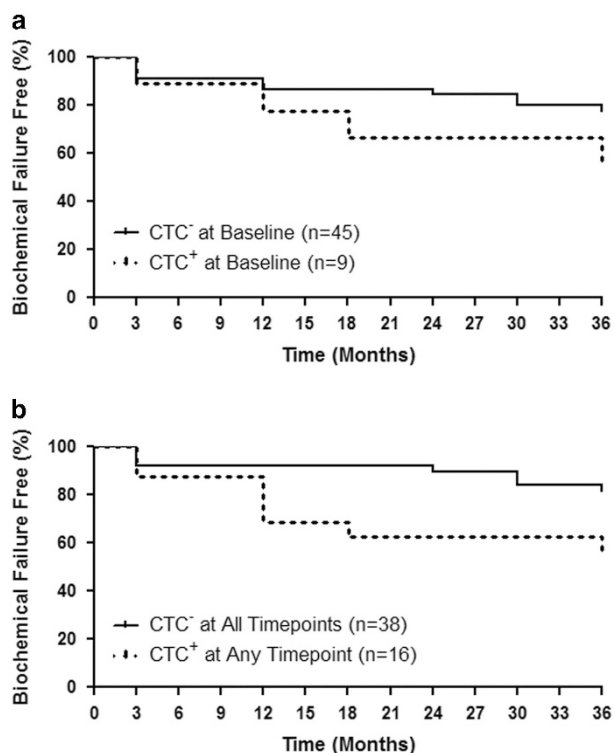 a
Biochemical Failure Free (%)
100
80
60
40
20
0
CTC⁻ at Baseline (n=45)
CTC⁺ at Baseline (n=9)
0 3 6 9 12 15 18 21 24 27 30 33 36
Time (Months)
b
Biochemical Failure Free (%)
100
80
60
40
20
0
CTC⁻ at All Timepoints (n=38)
CTC⁺ at Any Timepoint (n=16)
0 3 6 9 12 15 18 21 24 27 30 33 36
Time (Months)